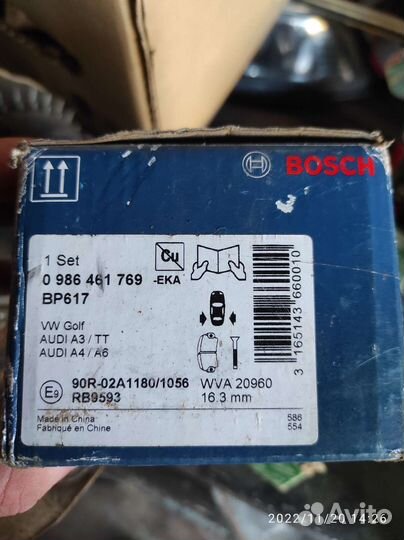 BOSCH
1 Set
0 986 461 769
BP617
Cu
-EKA
VW Golf
AUDI A3 / TT
AUDI A4 / A6
E9
90R-02A1180/1056
RB9593
WVA 20960
16.3 mm
Made in China
Fabriqué en Chine
586
554
3 165143 660010
Avito
2022/11/20 14:26